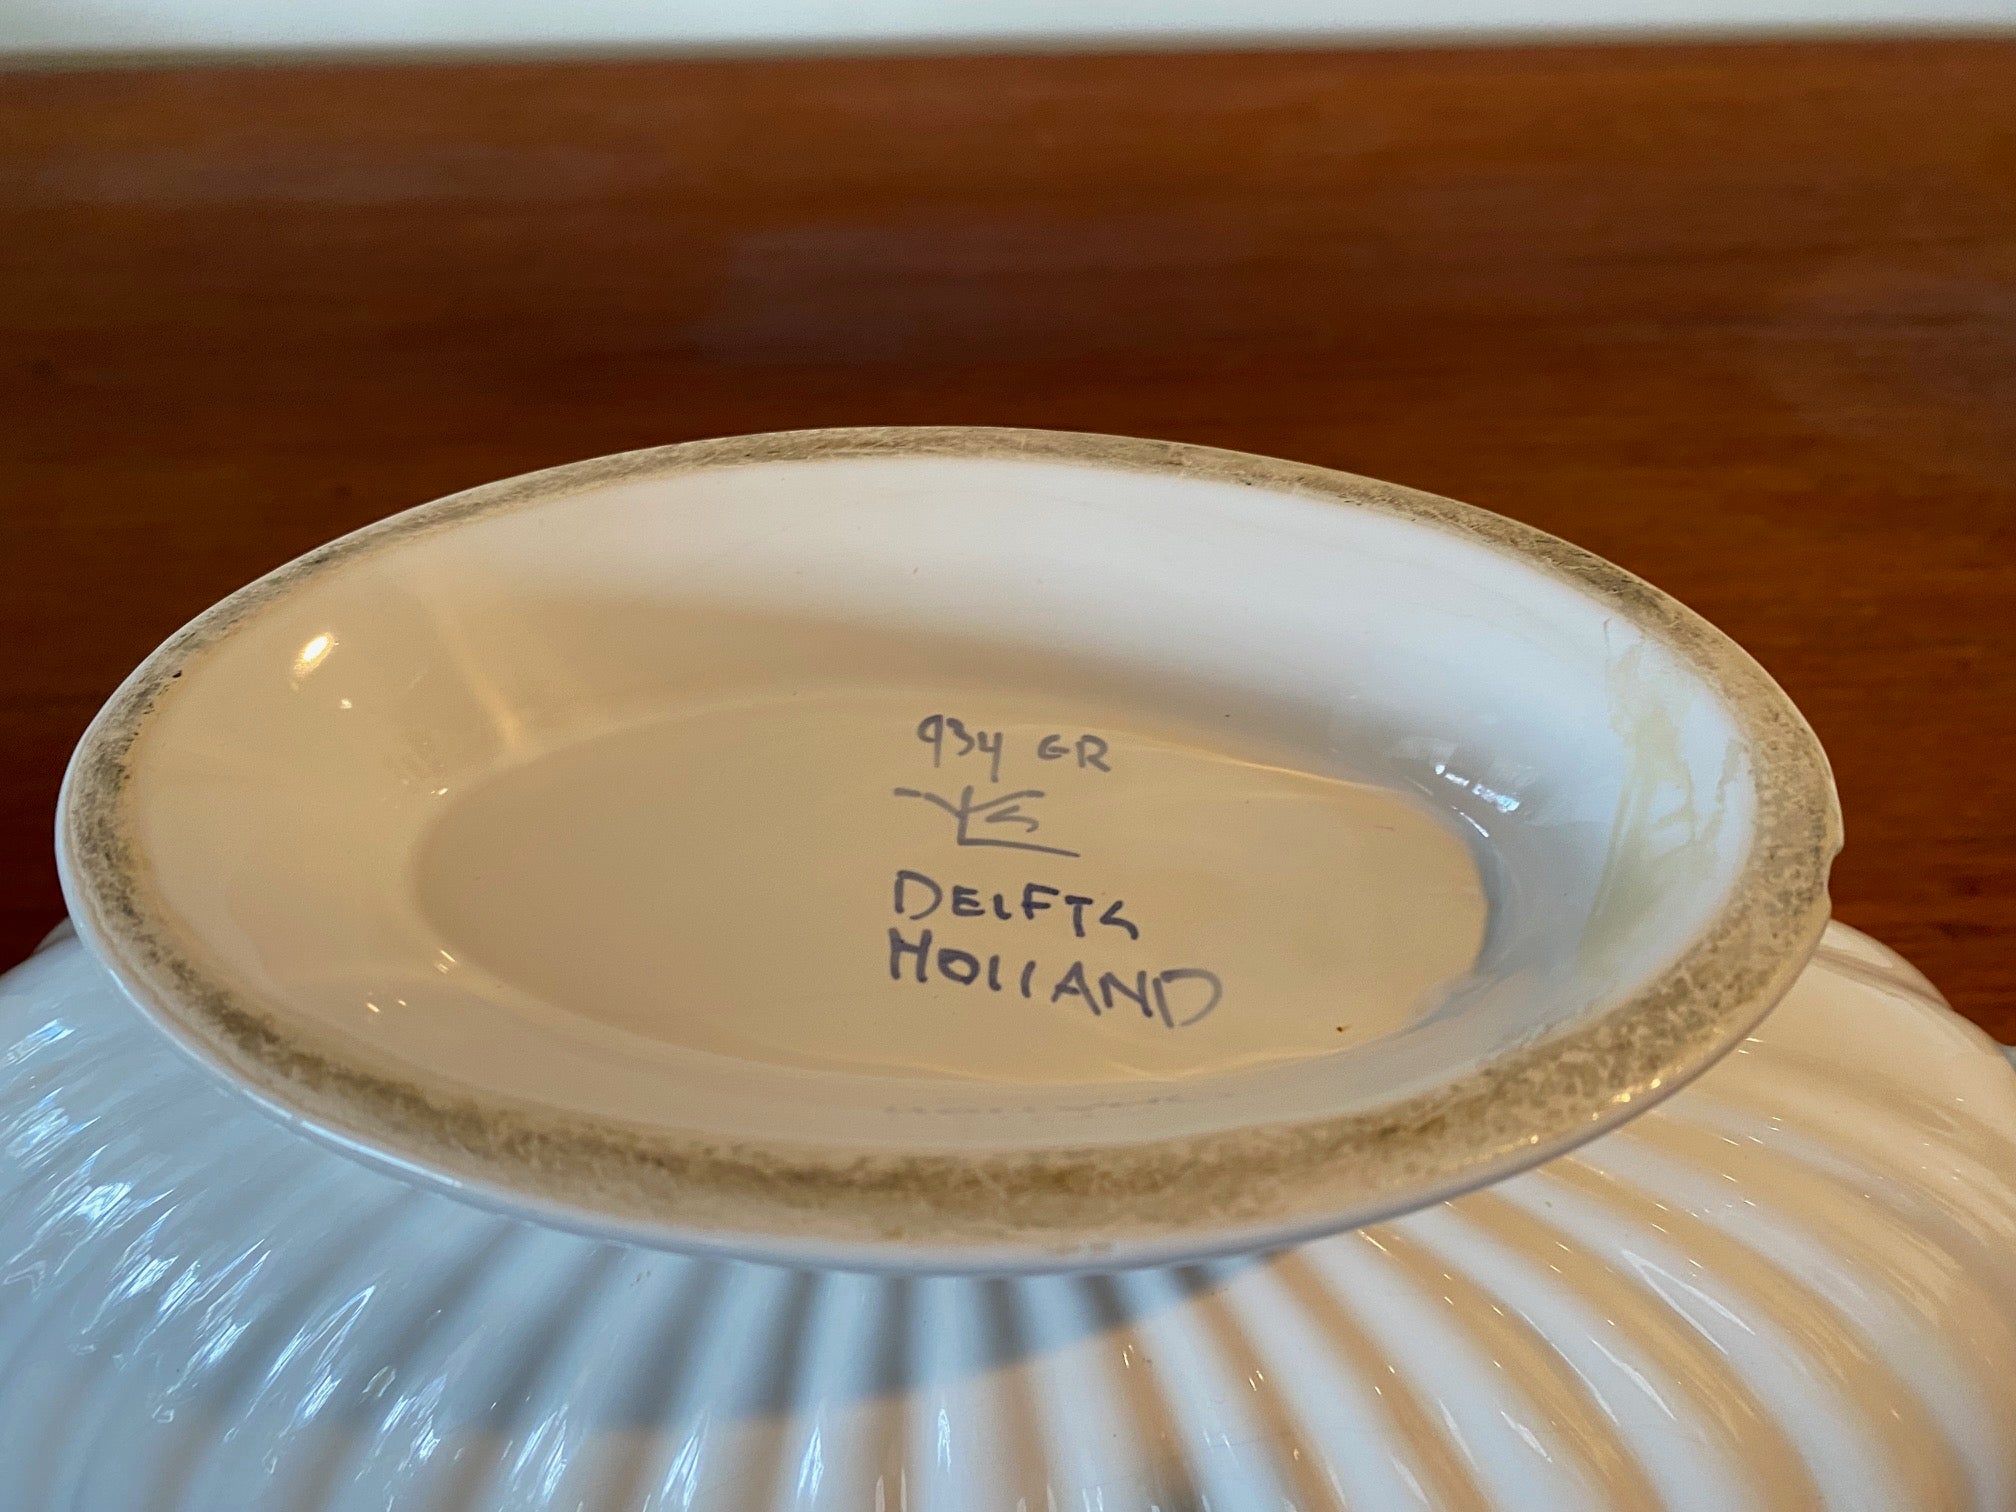 934 GR
DELFTS
HOLLAND